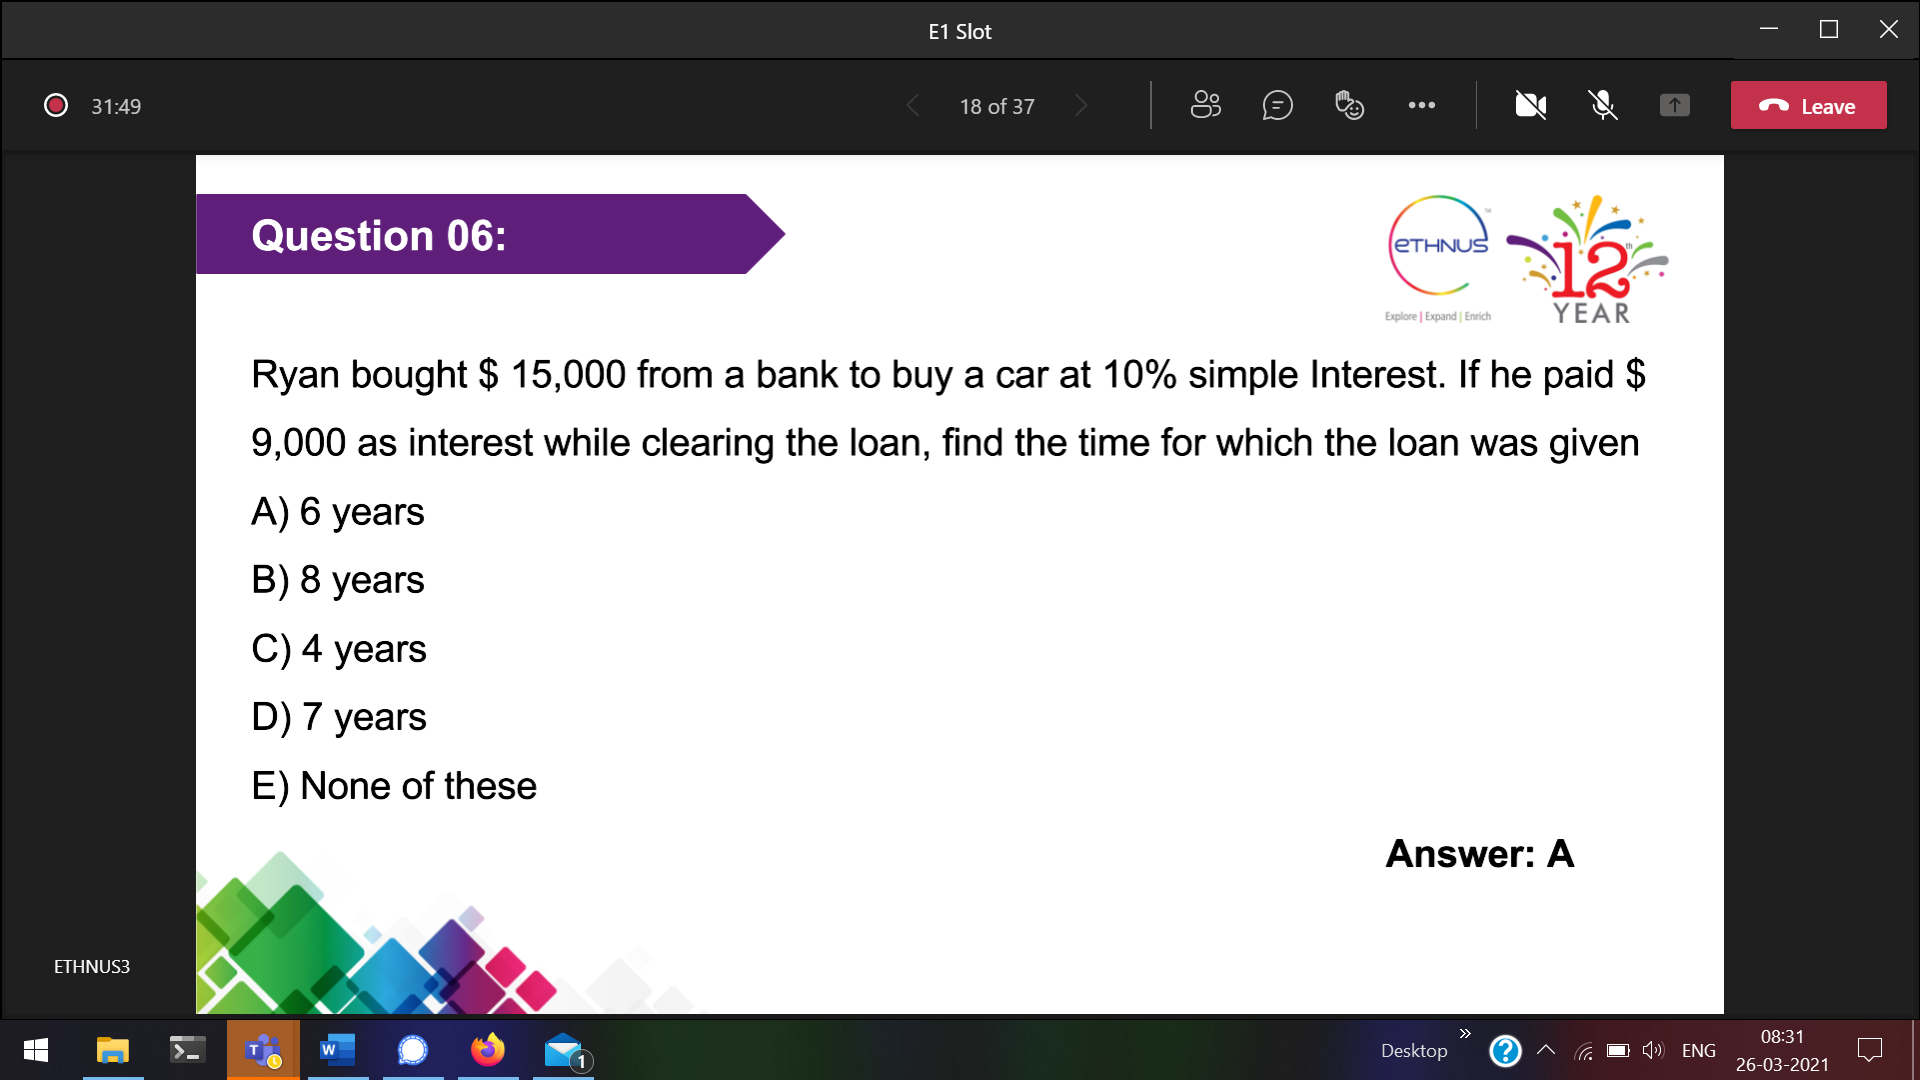 E1 Slot
31:49
18 of 37
Leave
Question 06:
eTHNUS
TM
Explore | Expand | Enrich
12th
YEAR
Ryan bought $ 15,000 from a bank to buy a car at 10% simple Interest. If he paid $
9,000 as interest while clearing the loan, find the time for which the loan was given
A) 6 years
B) 8 years
C) 4 years
D) 7 years
E) None of these
Answer: A
ETHNUS3
T
W
1
Desktop
»
?
ENG
08:31
26-03-2021